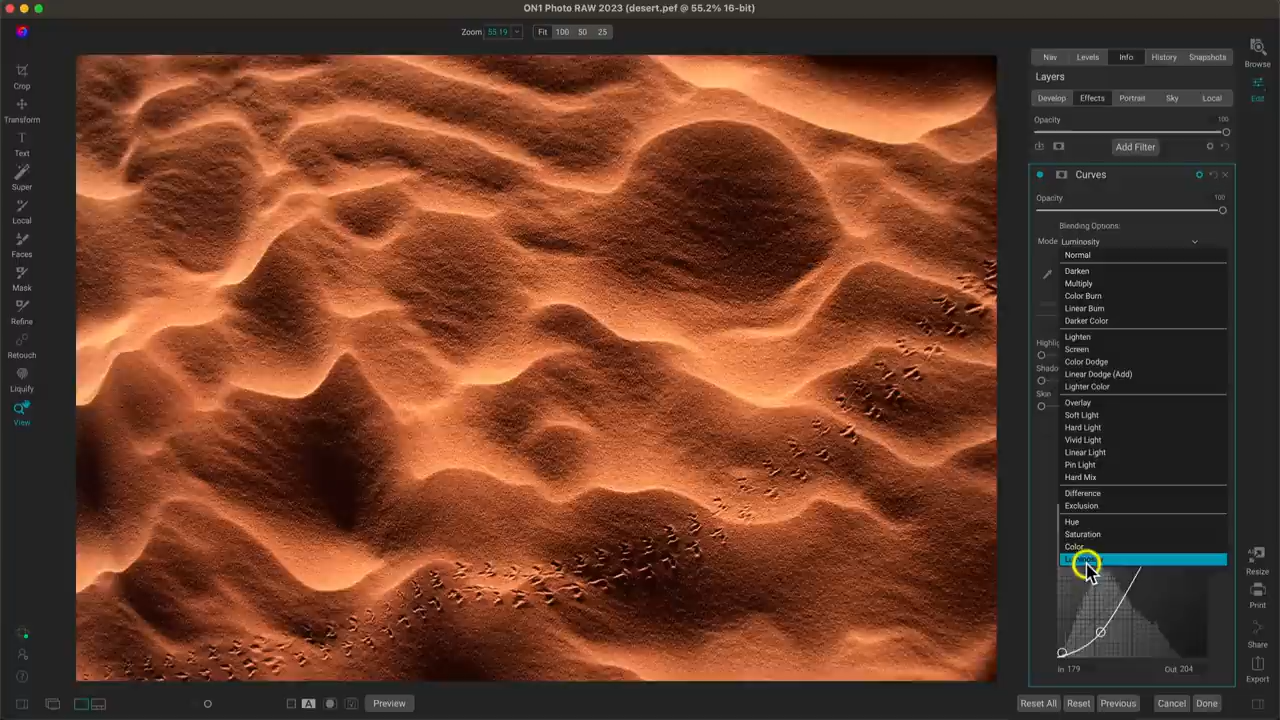 ON1 Photo RAW 2023 (desert.pef @ 55.2% 16-bit)
Zoom 55.19 Fit 100 50 25
Crop
Transform
Text
Super
Local
Faces
Mask
Refine
Retouch
Liquify
View
Nav Levels Info History Snapshots
Layers
Develop Effects Portrait Sky Local
Opacity 100
Add Filter
Curves
Opacity 100
Blending Options:
Mode Luminosity
Normal
Darken
Multiply
Color Burn
Linear Burn
Darker Color
Lighten
Screen
Color Dodge
Linear Dodge (Add)
Lighter Color
Overlay
Soft Light
Hard Light
Vivid Light
Linear Light
Pin Light
Hard Mix
Difference
Exclusion
Hue
Saturation
Color
Skin
In 179 Out 204
Browse
Edit
Resize
Print
Share
Export
A Preview
Reset All Reset Previous Cancel Done